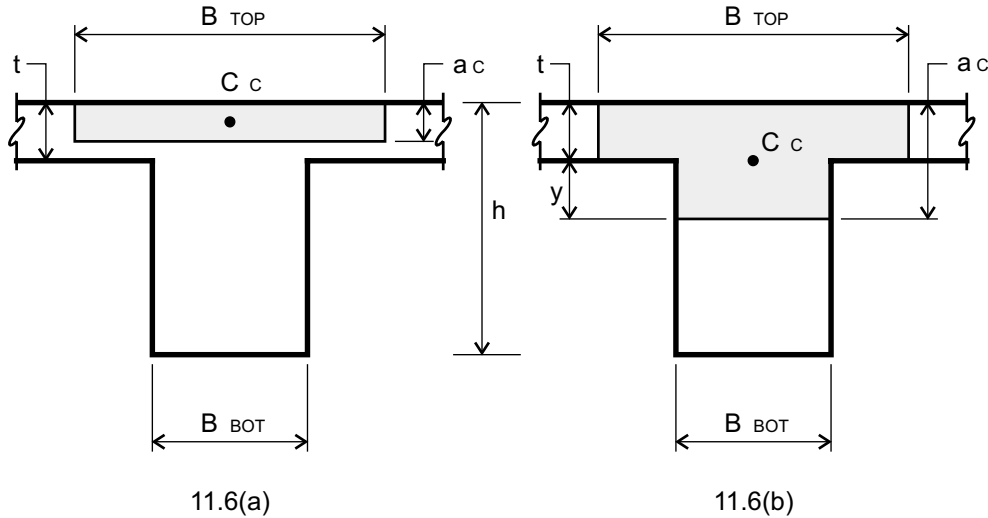 B TOP
B TOP
t
a C
t
a C
C C
C C
y
h
B BOT
B BOT
11.6(a)
11.6(b)